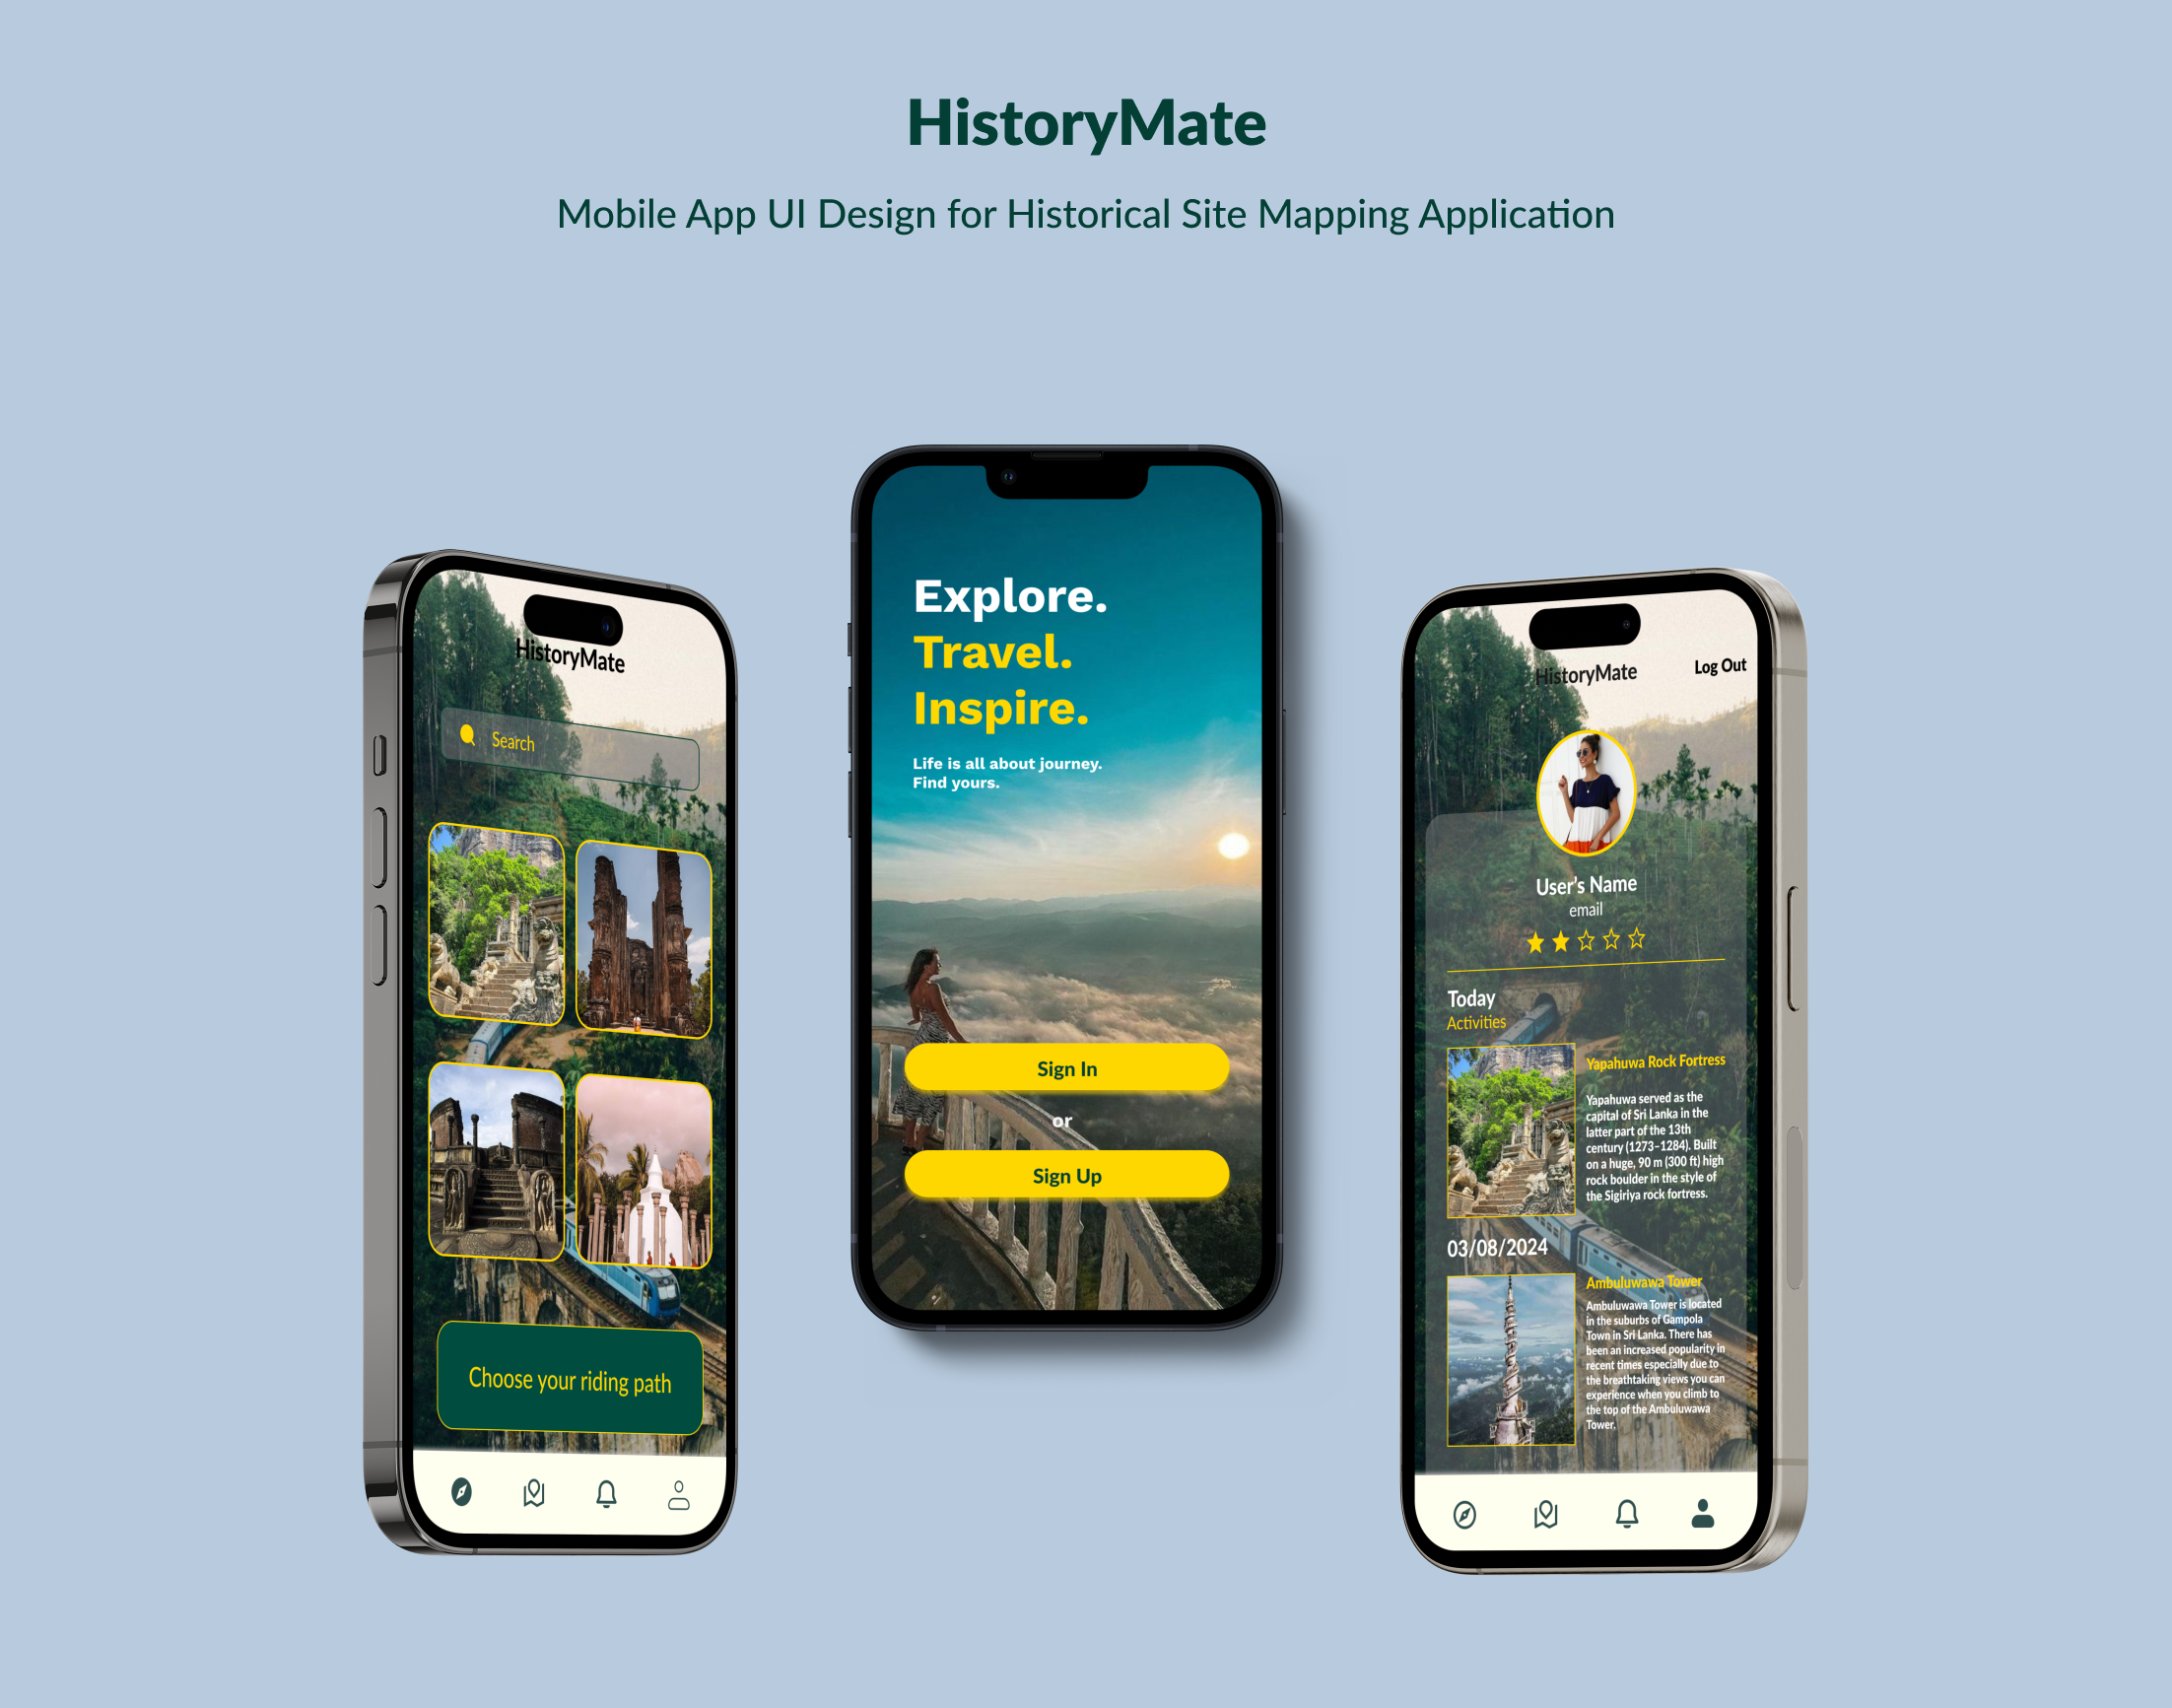 HistoryMate
Mobile App UI Design for Historical Site Mapping Application
HistoryMate
Search
Choose your riding path
Explore.
Travel.
Inspire.
Life is all about journey.
Find yours.
Sign In
or
Sign Up
HistoryMate
Log Out
User's Name
email
Today
Activities
Yapahuwa Rock Fortress
Yapahuwa served as the
capital of Sri Lanka in the
latter part of the 13th
century (1273–1284). Built
on a huge, 90 m (300 ft) high
rock boulder in the style of
the Sigiriya rock fortress.
03/08/2024
Ambuluwawa Tower
Ambuluwawa Tower is located
in the suburbs of Gampola
Town in Sri Lanka. There has
been an increased popularity in
recent times especially due to
the breathtaking views you can
experience when you climb to
the top of the Ambuluwawa
Tower.